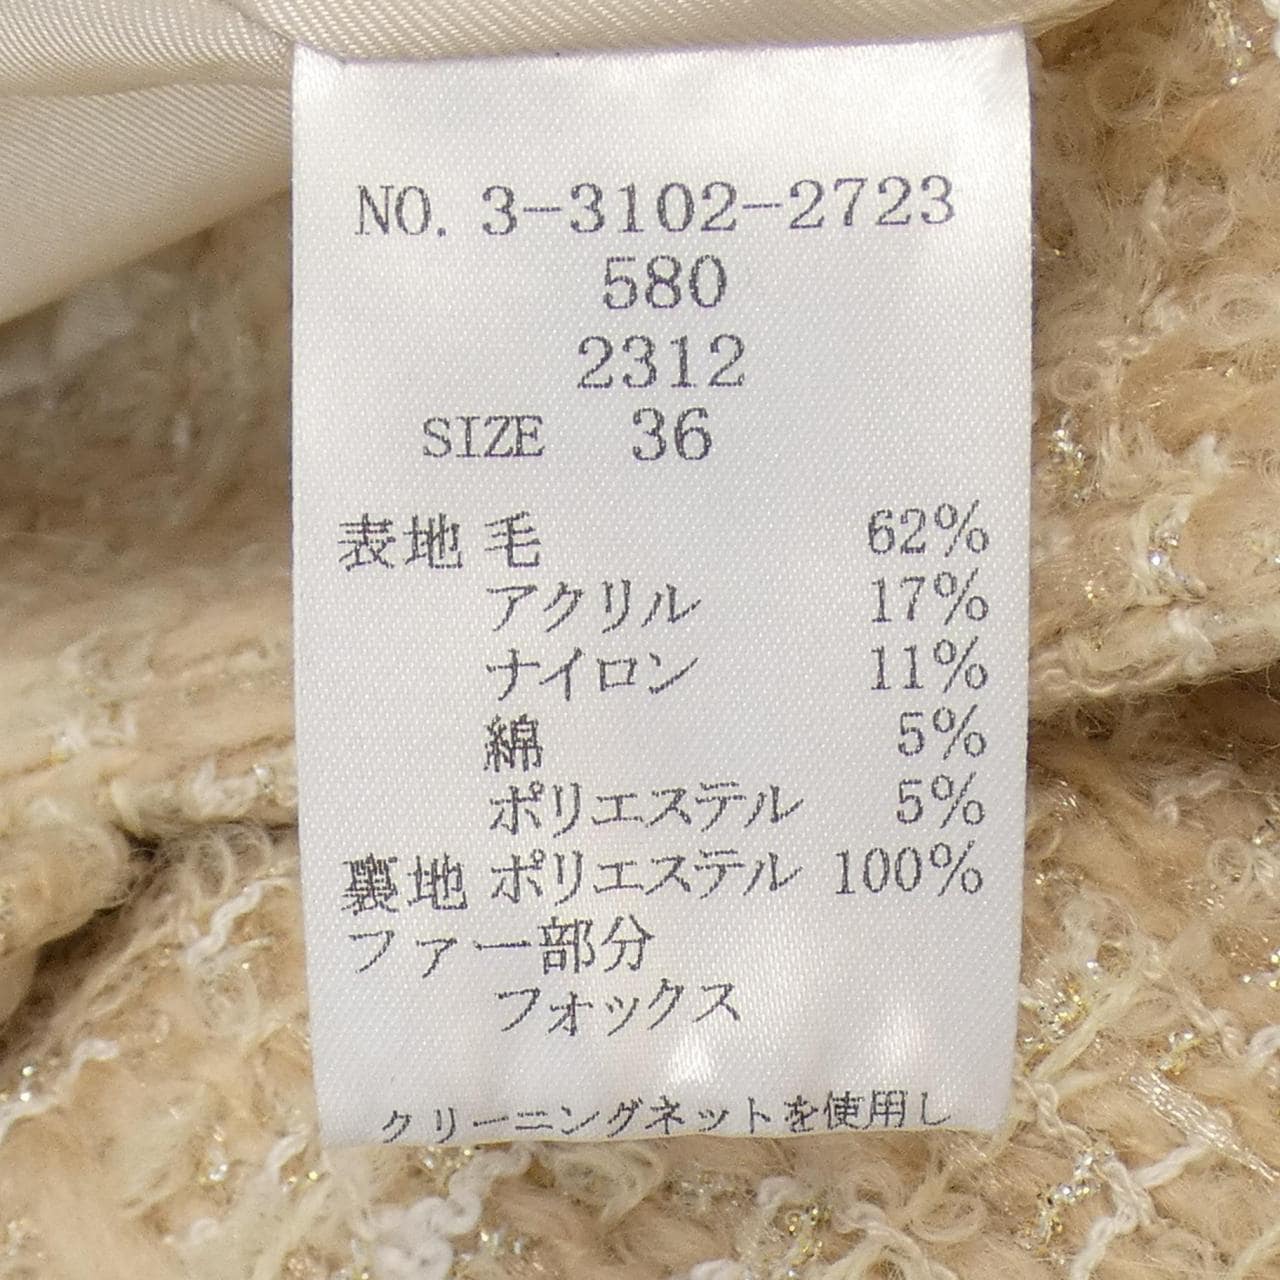 NO. 3-3102-2723
580
2312
SIZE 36
表地 毛 62%
アクリル 17%
ナイロン 11%
綿 5%
ポリエステル 5%
裏地 ポリエステル 100%
ファー部分
フォックス
クリーニングネットを使用し